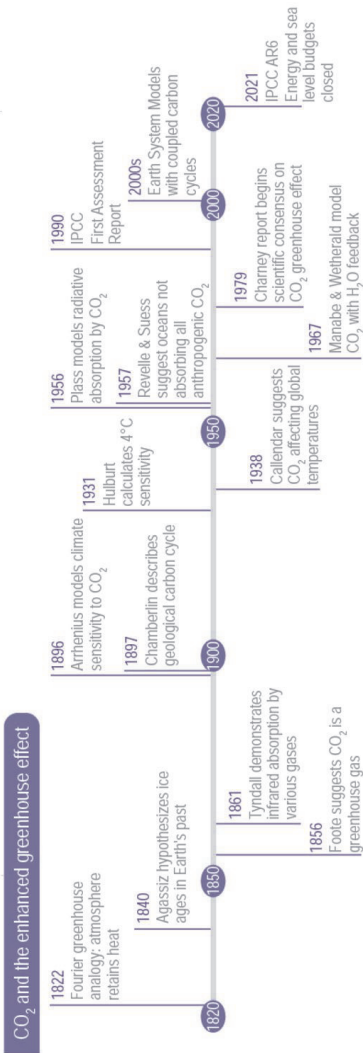 CO₂ and the enhanced greenhouse effect
1822
Fourier greenhouse
analogy: atmosphere
retains heat
1840
Agassiz hypothesizes ice
ages in Earth's past
1896
Arrhenius models climate
sensitivity to CO₂
1897
Chamberlin describes
geological carbon cycle
1931
Hulburt
calculates 4°C
sensitivity
1956
Plass models radiative
absorption by CO₂
1957
Revelle & Suess
suggest oceans not
absorbing all
anthropogenic CO₂
1990
IPCC
First Assessment
Report
2000s
Earth System Models
with coupled carbon
cycles
1820
1850
1900
1950
2000
2020
1856
Foote suggests CO₂ is a
greenhouse gas
1861
Tyndall demonstrates
infrared absorption by
various gases
1938
Callendar suggests
CO₂ affecting global
temperatures
1967
Manabe & Wetherald model
CO₂ with H₂O feedback
1979
Charney report begins
scientific consensus on
CO₂ greenhouse effect
2021
IPCC AR6
Energy and sea
level budgets
closed